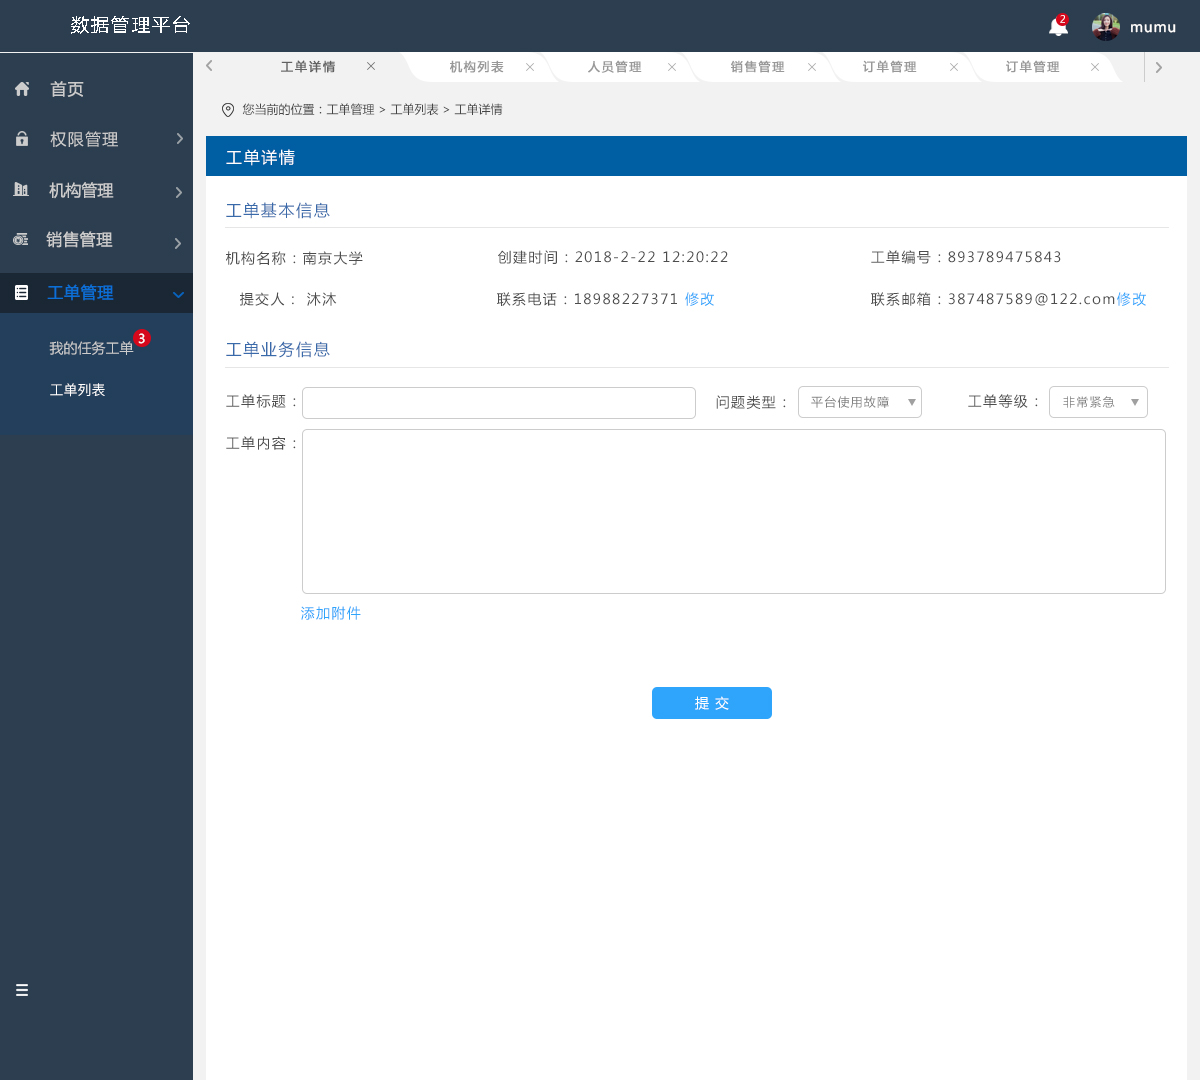 数据管理平台
2
mumu
首页
权限管理
机构管理
销售管理
工单管理
我的任务工单 3
工单列表
工单详情 机构列表 人员管理 销售管理 订单管理 订单管理
您当前的位置：工单管理 > 工单列表 > 工单详情
工单详情
工单基本信息
机构名称：南京大学 创建时间：2018-2-22 12:20:22 工单编号：893789475843
提交人： 沐沐 联系电话：18988227371 修改 联系邮箱：387487589@122.com修改
工单业务信息
工单标题： 问题类型： 平台使用故障 工单等级： 非常紧急
工单内容：
添加附件
提 交